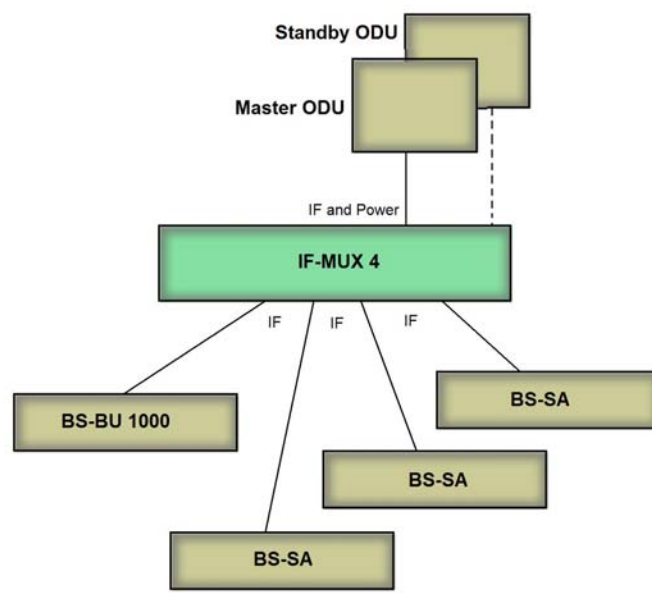 Standby ODU
Master ODU
IF and Power
IF-MUX 4
IF
IF
IF
BS-BU 1000
BS-SA
BS-SA
BS-SA